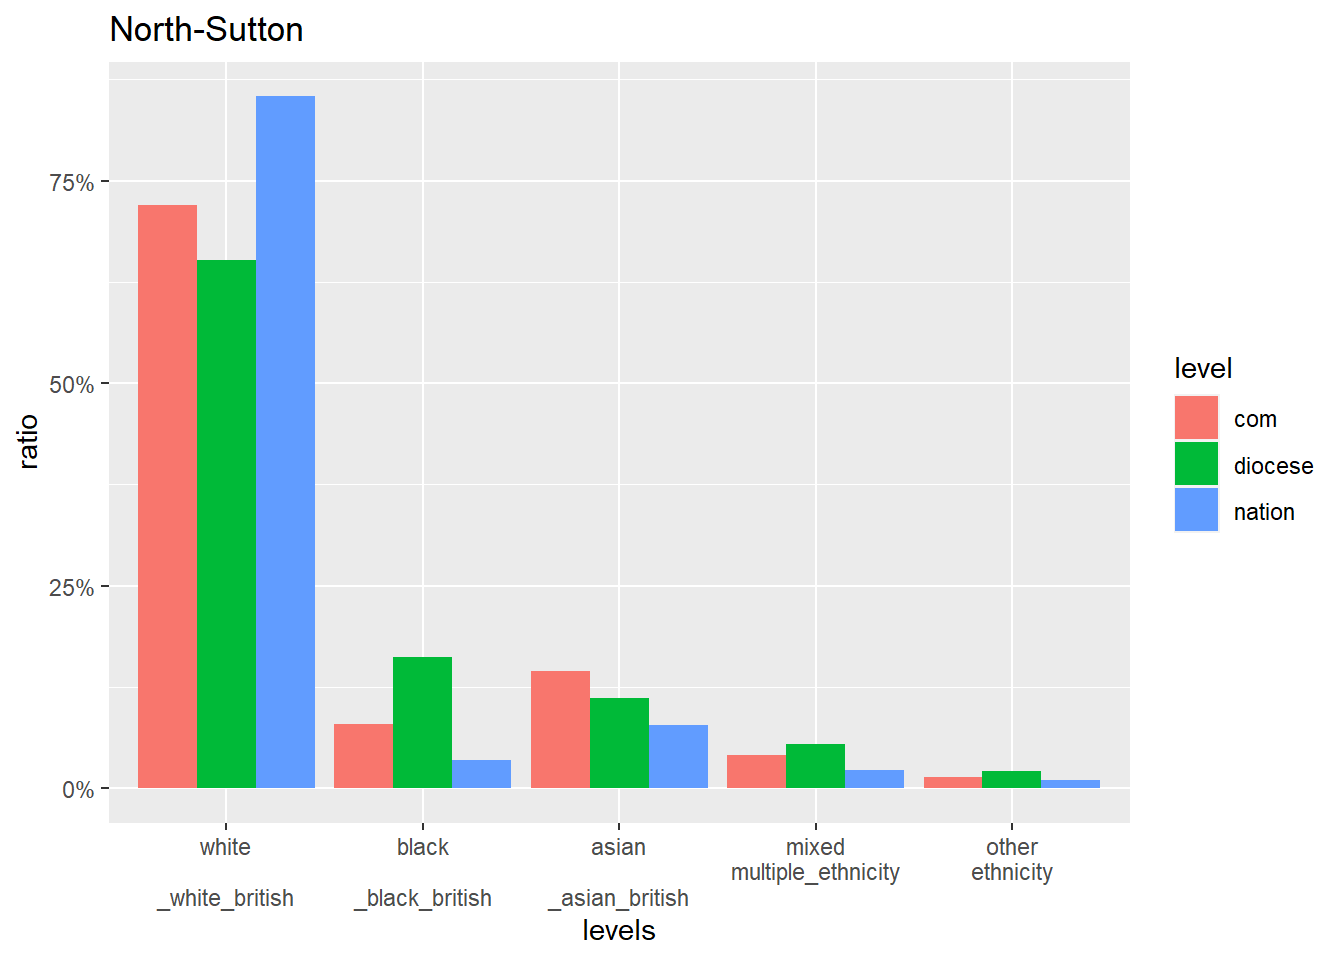 North-Sutton
75%
50%
25%
0%
ratio
white
_white_british
black
_black_british
asian
_asian_british
mixed
multiple_ethnicity
other
ethnicity
levels
level
com
diocese
nation